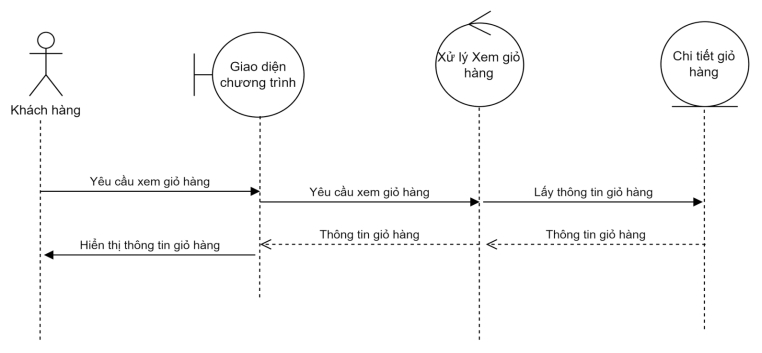 Khách hàng
Giao diện
chương trình
Xử lý Xem giỏ
hàng
Chi tiết giỏ
hàng
Yêu cầu xem giỏ hàng
Yêu cầu xem giỏ hàng
Lấy thông tin giỏ hàng
Hiển thị thông tin giỏ hàng
Thông tin giỏ hàng
Thông tin giỏ hàng